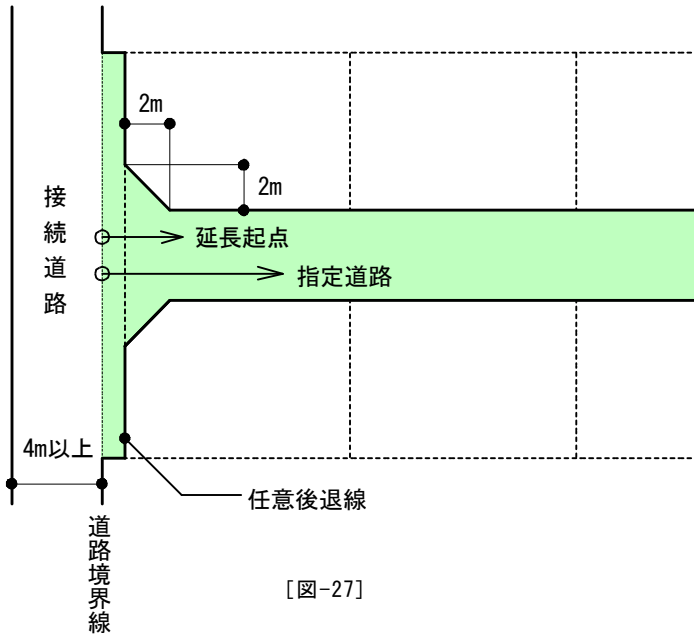 2m
2m
接続道路
延長起点
指定道路
4m以上
任意後退線
道路境界線
[図-27]